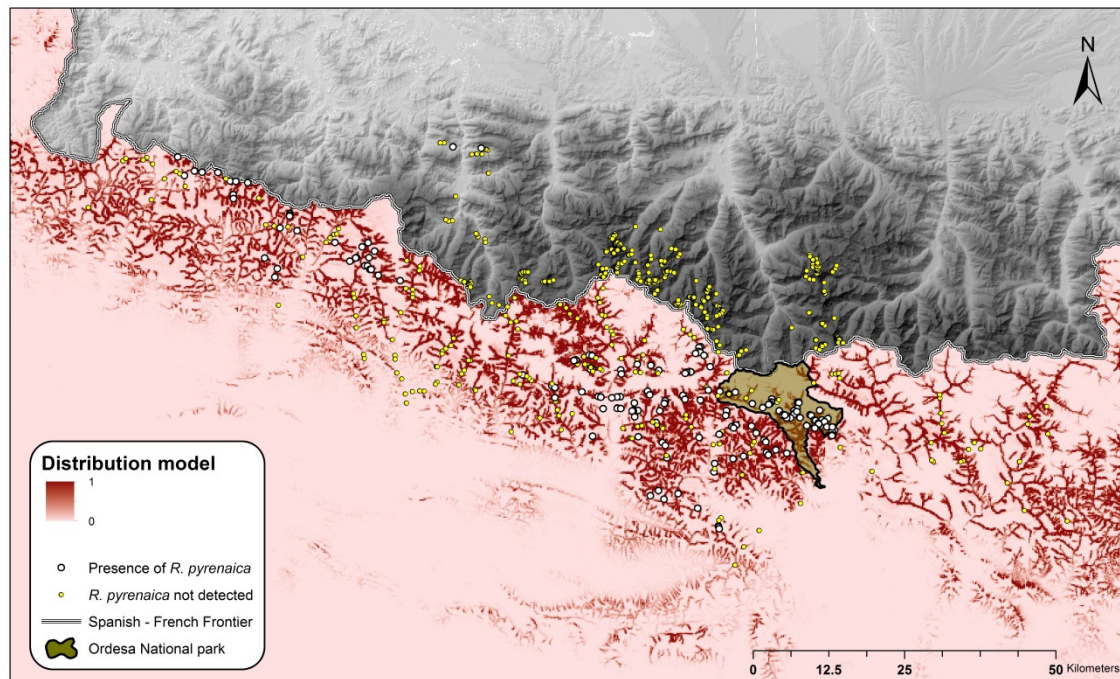 N
Distribution model
1
0
Presence of R. pyrenaica
R. pyrenaica not detected
Spanish - French Frontier
Ordesa National park
0 12.5 25 50 Kilometers